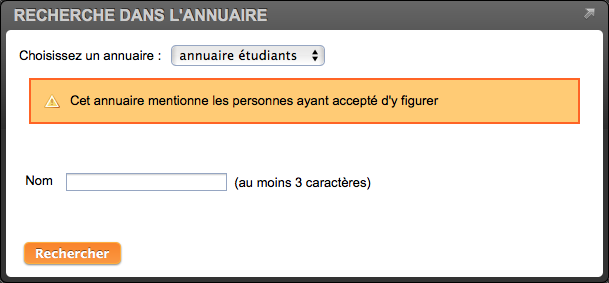 RECHERCHE DANS L'ANNUAIRE
Choisissez un annuaire : annuaire étudiants
Cet annuaire mentionne les personnes ayant accepté d'y figurer
Nom (au moins 3 caractères)
Rechercher